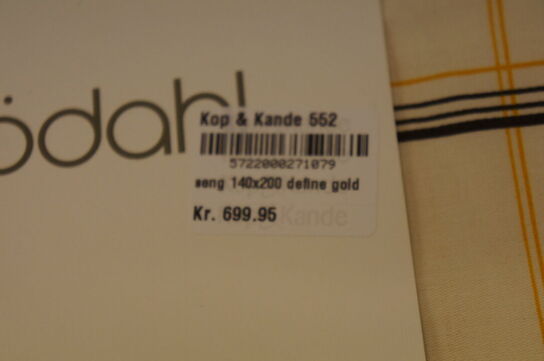 ödahl
Kop & Kande 552
5722000271079
seng 140x200 define gold
Kr. 699.95